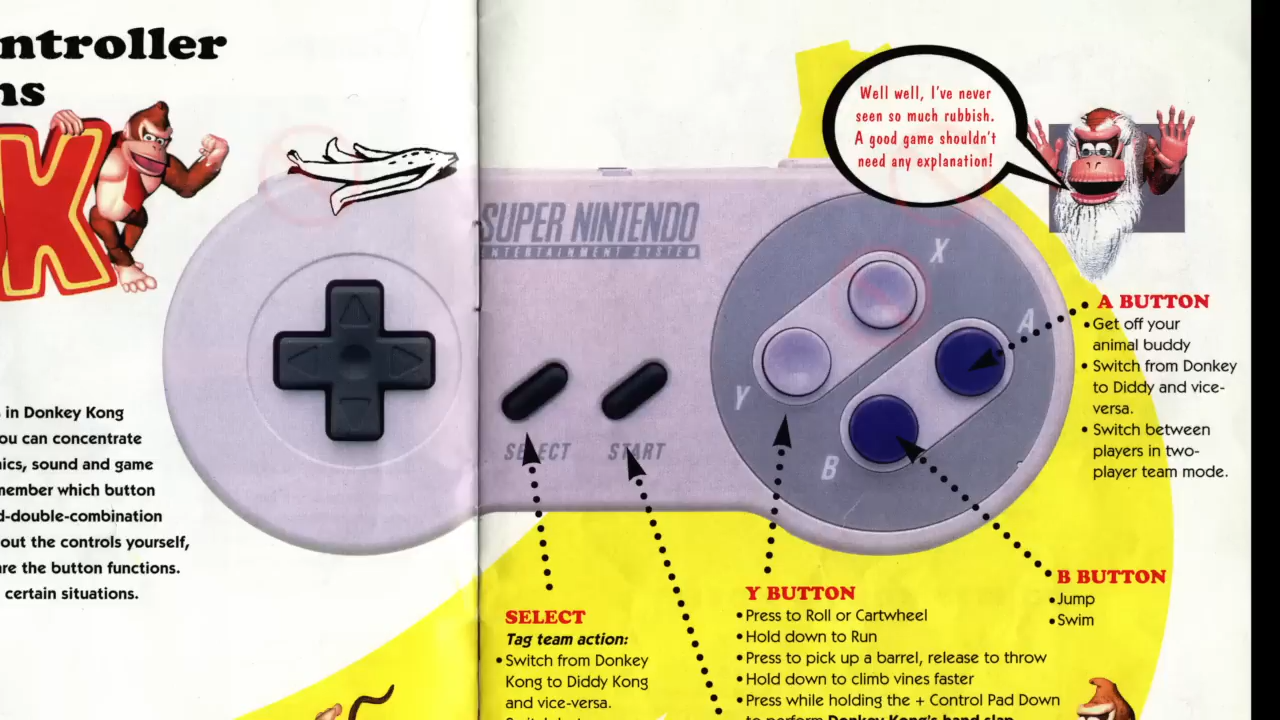 ntroller
ns
K
s in Donkey Kong
ou can concentrate
ics, sound and game
member which button
d-double-combination
out the controls yourself,
re the button functions.
certain situations.
SUPER NINTENDO
ENTERTAINMENT SYSTEM
Well well, I've never
seen so much rubbish.
A good game shouldn't
need any explanation!
X
A
Y
B
SELECT
START
A BUTTON
•Get off your
animal buddy
•Switch from Donkey
to Diddy and vice-
versa.
•Switch between
players in two-
player team mode.
B BUTTON
•Jump
•Swim
Y BUTTON
•Press to Roll or Cartwheel
•Hold down to Run
•Press to pick up a barrel, release to throw
•Hold down to climb vines faster
•Press while holding the + Control Pad Down
to perform Donkey Kong's hand slap
SELECT
Tag team action:
•Switch from Donkey
Kong to Diddy Kong
and vice-versa.